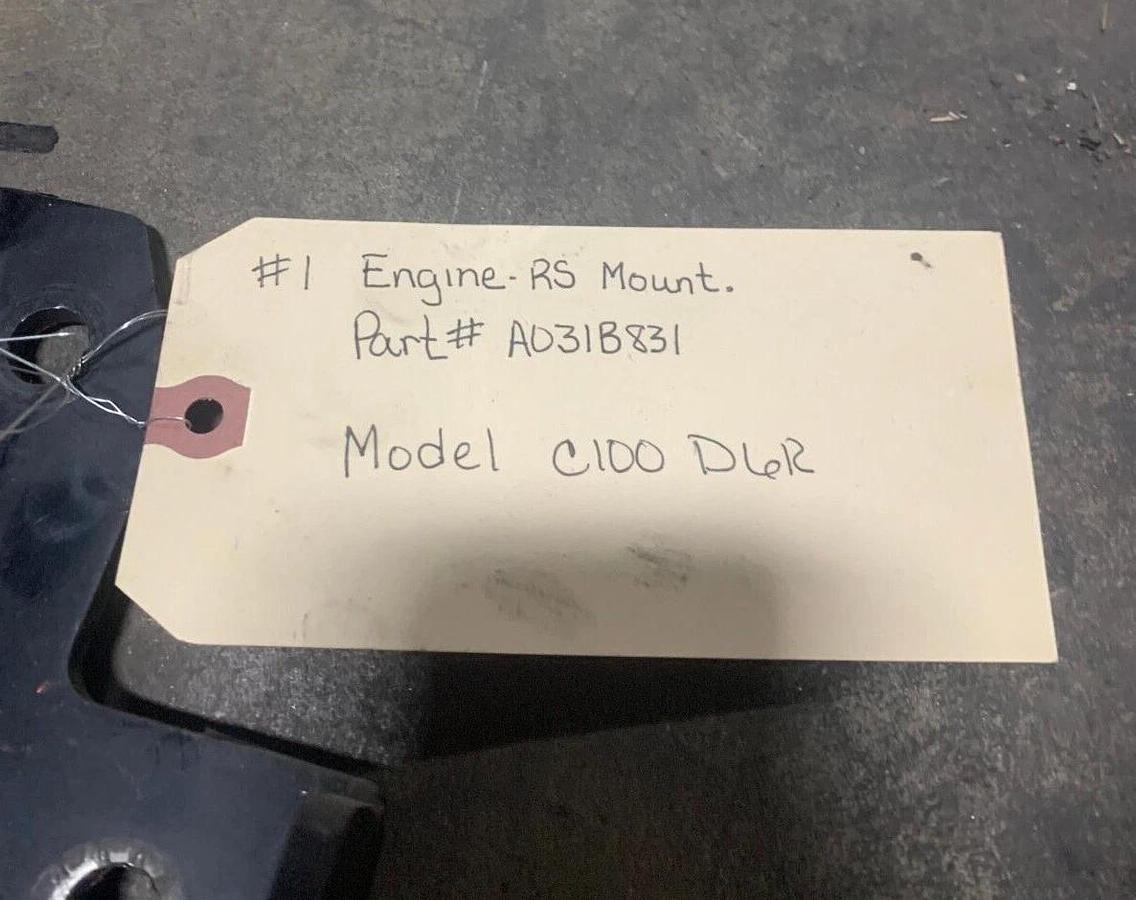 #1 Engine-RS Mount.
Part# A031B831
Model C100 D6R